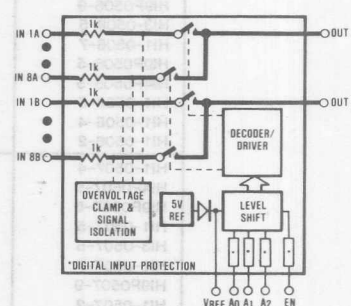 IN 1A
1k
OUT
IN 8A
1k
IN 1B
1k
OUT
DECODER/
DRIVER
IN 8B
1k
OVERVOLTAGE
CLAMP &
SIGNAL
ISOLATION
5V
REF
LEVEL
SHIFT
*
*DIGITAL INPUT PROTECTION
VREF A0 A1 A2 EN